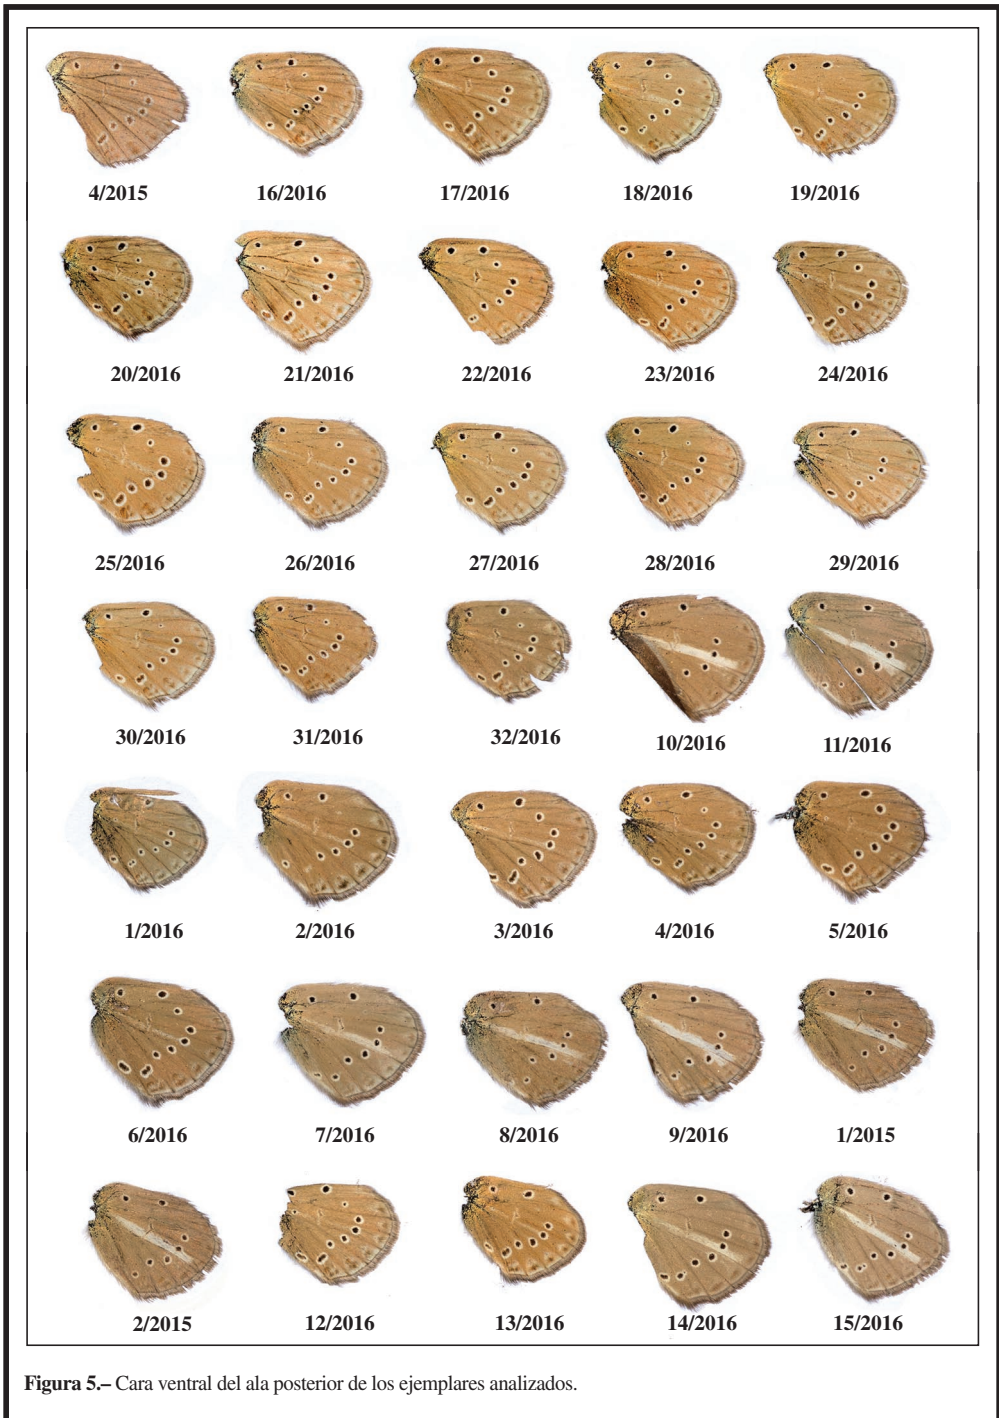 4/2015 16/2016 17/2016 18/2016 19/2016
20/2016 21/2016 22/2016 23/2016 24/2016
25/2016 26/2016 27/2016 28/2016 29/2016
30/2016 31/2016 32/2016 10/2016 11/2016
1/2016 2/2016 3/2016 4/2016 5/2016
6/2016 7/2016 8/2016 9/2016 1/2015
2/2015 12/2016 13/2016 14/2016 15/2016
Figura 5.– Cara ventral del ala posterior de los ejemplares analizados.